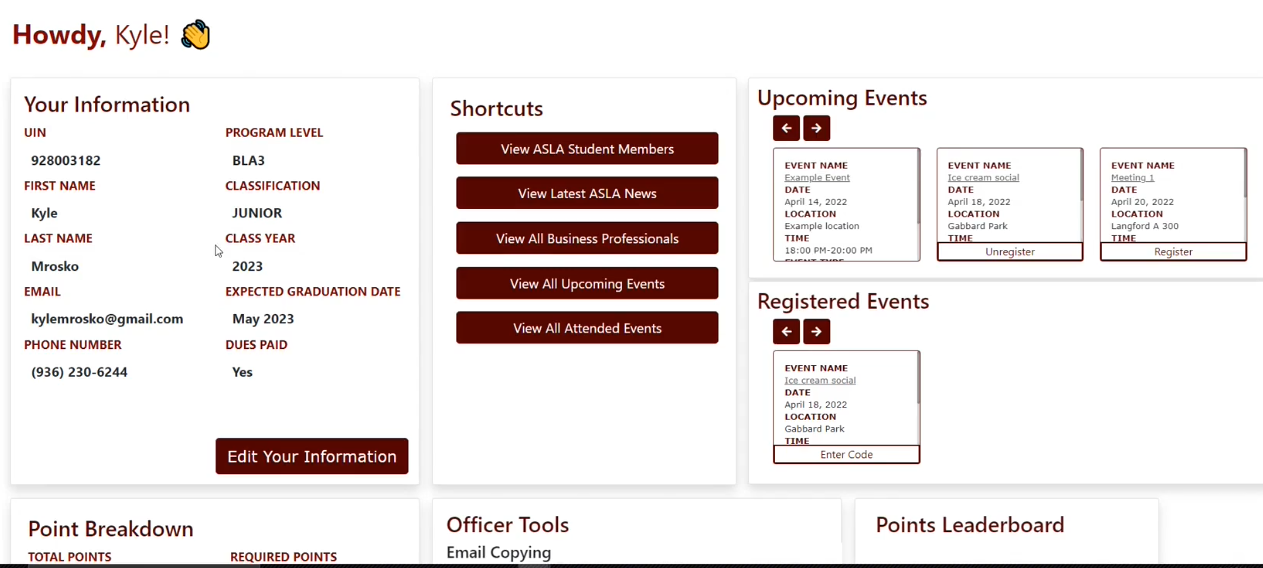 Howdy, Kyle!
Your Information
UIN PROGRAM LEVEL
928003182 BLA3
FIRST NAME CLASSIFICATION
Kyle JUNIOR
LAST NAME CLASS YEAR
Mrosko 2023
EMAIL EXPECTED GRADUATION DATE
kylemrosko@gmail.com May 2023
PHONE NUMBER DUES PAID
(936) 230-6244 Yes
Edit Your Information
Shortcuts
View ASLA Student Members
View Latest ASLA News
View All Business Professionals
View All Upcoming Events
View All Attended Events
Upcoming Events
EVENT NAME
Example Event
DATE
April 14, 2022
LOCATION
Example location
TIME
18:00 PM-20:00 PM
EVENT TYPE
EVENT NAME
Ice cream social
DATE
April 18, 2022
LOCATION
Gabbard Park
TIME
Unregister
EVENT NAME
Meeting 1
DATE
April 20, 2022
LOCATION
Langford A 300
TIME
Register
Registered Events
EVENT NAME
Ice cream social
DATE
April 18, 2022
LOCATION
Gabbard Park
TIME
Enter Code
Point Breakdown
TOTAL POINTS REQUIRED POINTS
Officer Tools
Email Copying
Points Leaderboard